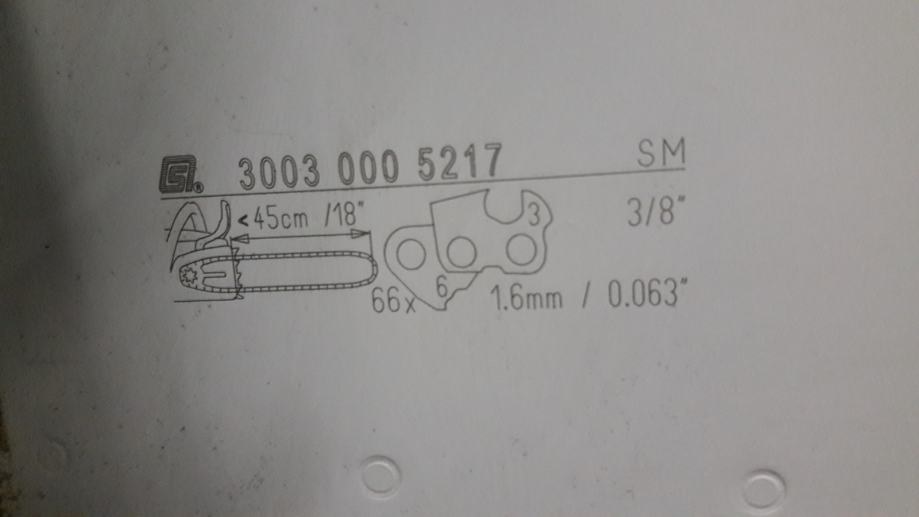 3003 000 5217 SM
<45cm /18" 3 3/8"
66x 6 1.6mm / 0.063"